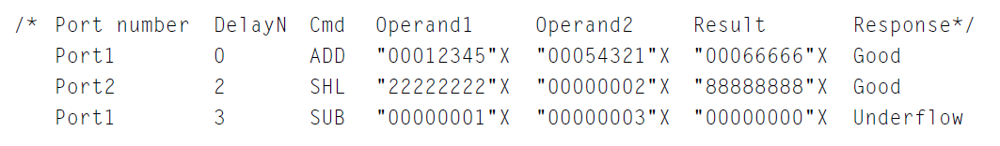 /* Port number DelayN Cmd Operand1 Operand2 Result Response*/
Port1 0 ADD "00012345"X "00054321"X "00066666"X Good
Port2 2 SHL "22222222"X "00000002"X "88888888"X Good
Port1 3 SUB "00000001"X "00000003"X "00000000"X Underflow